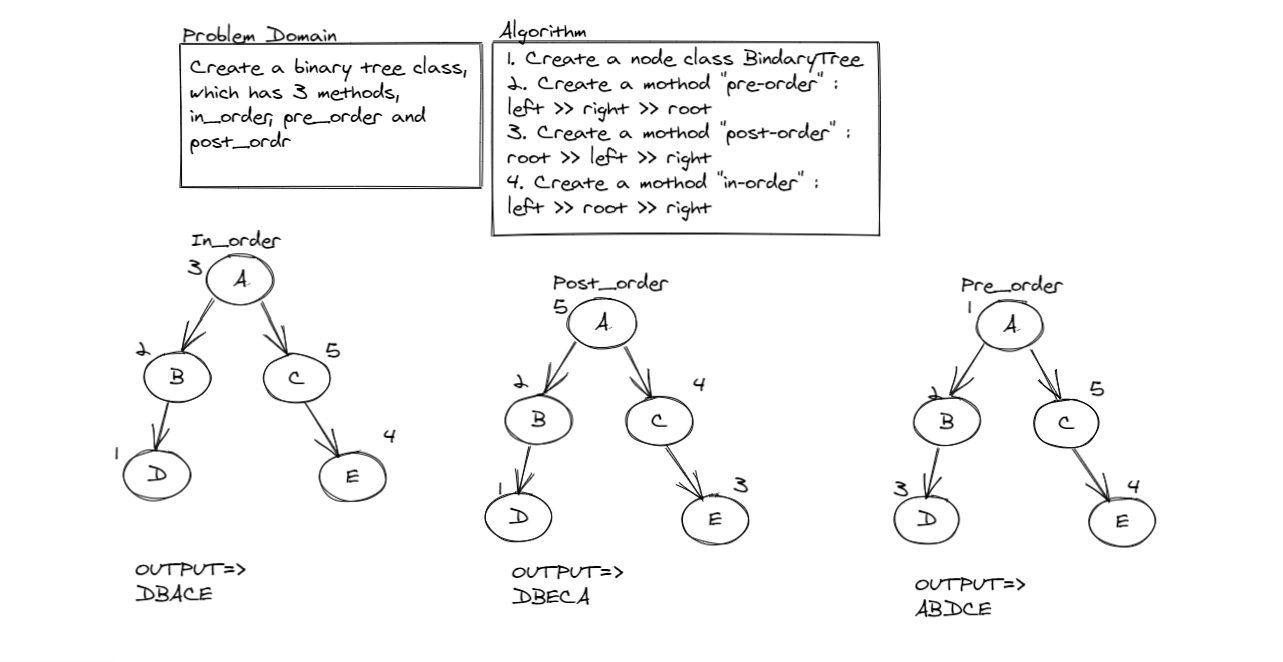 Problem Domain
Create a binary tree class,
which has 3 methods,
in_order, pre_order and
post_ordr
Algorithm
1. Create a node class BindaryTree
2. Create a mothod "pre-order" :
left >> right >> root
3. Create a mothod "post-order" :
root >> left >> right
4. Create a mothod "in-order" :
left >> root >> right
In_order
3
A
2
B
5
C
1
D
4
E
OUTPUT=>
DBACE
Post_order
5
A
2
B
4
C
1
D
3
E
OUTPUT=>
DBECA
Pre_order
1
A
2
B
5
C
3
D
4
E
OUTPUT=>
ABDCE